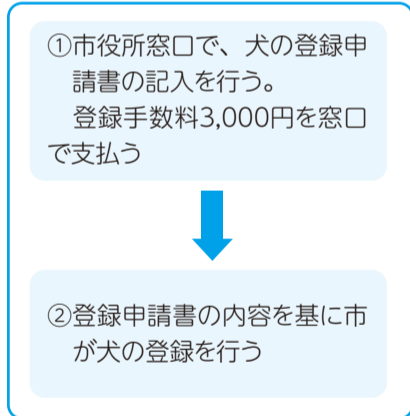 ①市役所窓口で、犬の登録申
請書の記入を行う。
登録手数料3,000円を窓口
で支払う
②登録申請書の内容を基に市
が犬の登録を行う